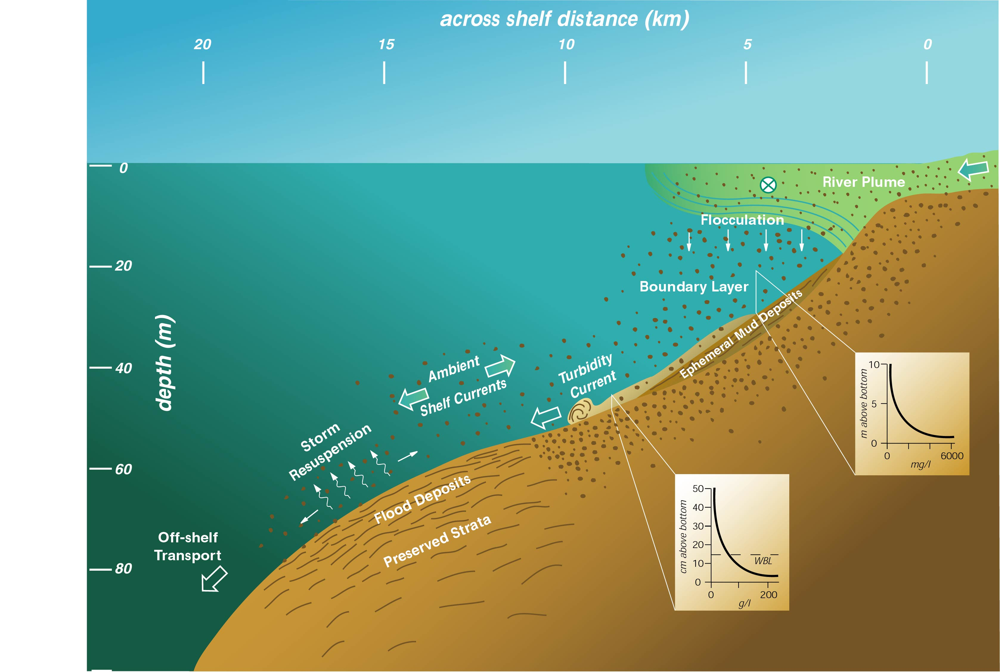 across shelf distance (km)
20 15 10 5 0
0
20
40
60
80
depth (m)
River Plume
Flocculation
Boundary Layer
Ephemeral Mud Deposits
Turbidity
Current
Ambient
Shelf Currents
Storm
Resuspension
Flood Deposits
Preserved Strata
Off-shelf
Transport
10
5
0
m above bottom
0 6000
mg/l
50
40
30
20
10
0
cm above bottom
WBL
0 200
g/l